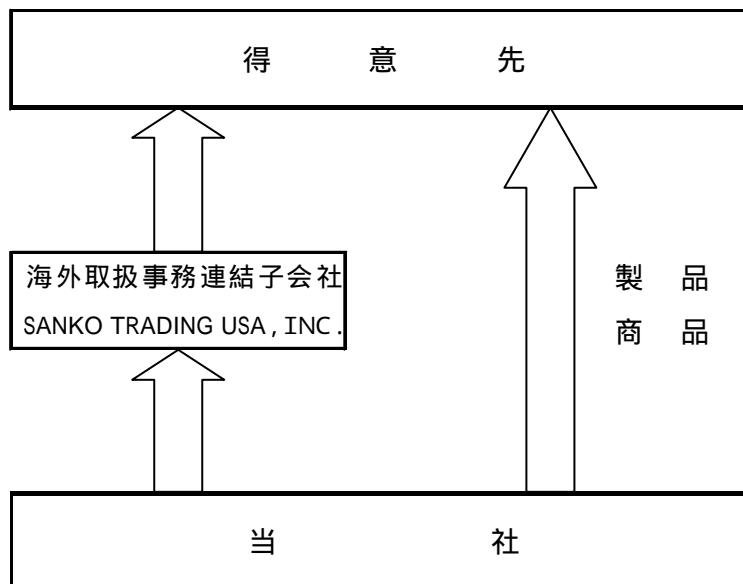 得意先
海外取扱事務連結子会社
SANKO TRADING USA, INC.
製品
商品
当社